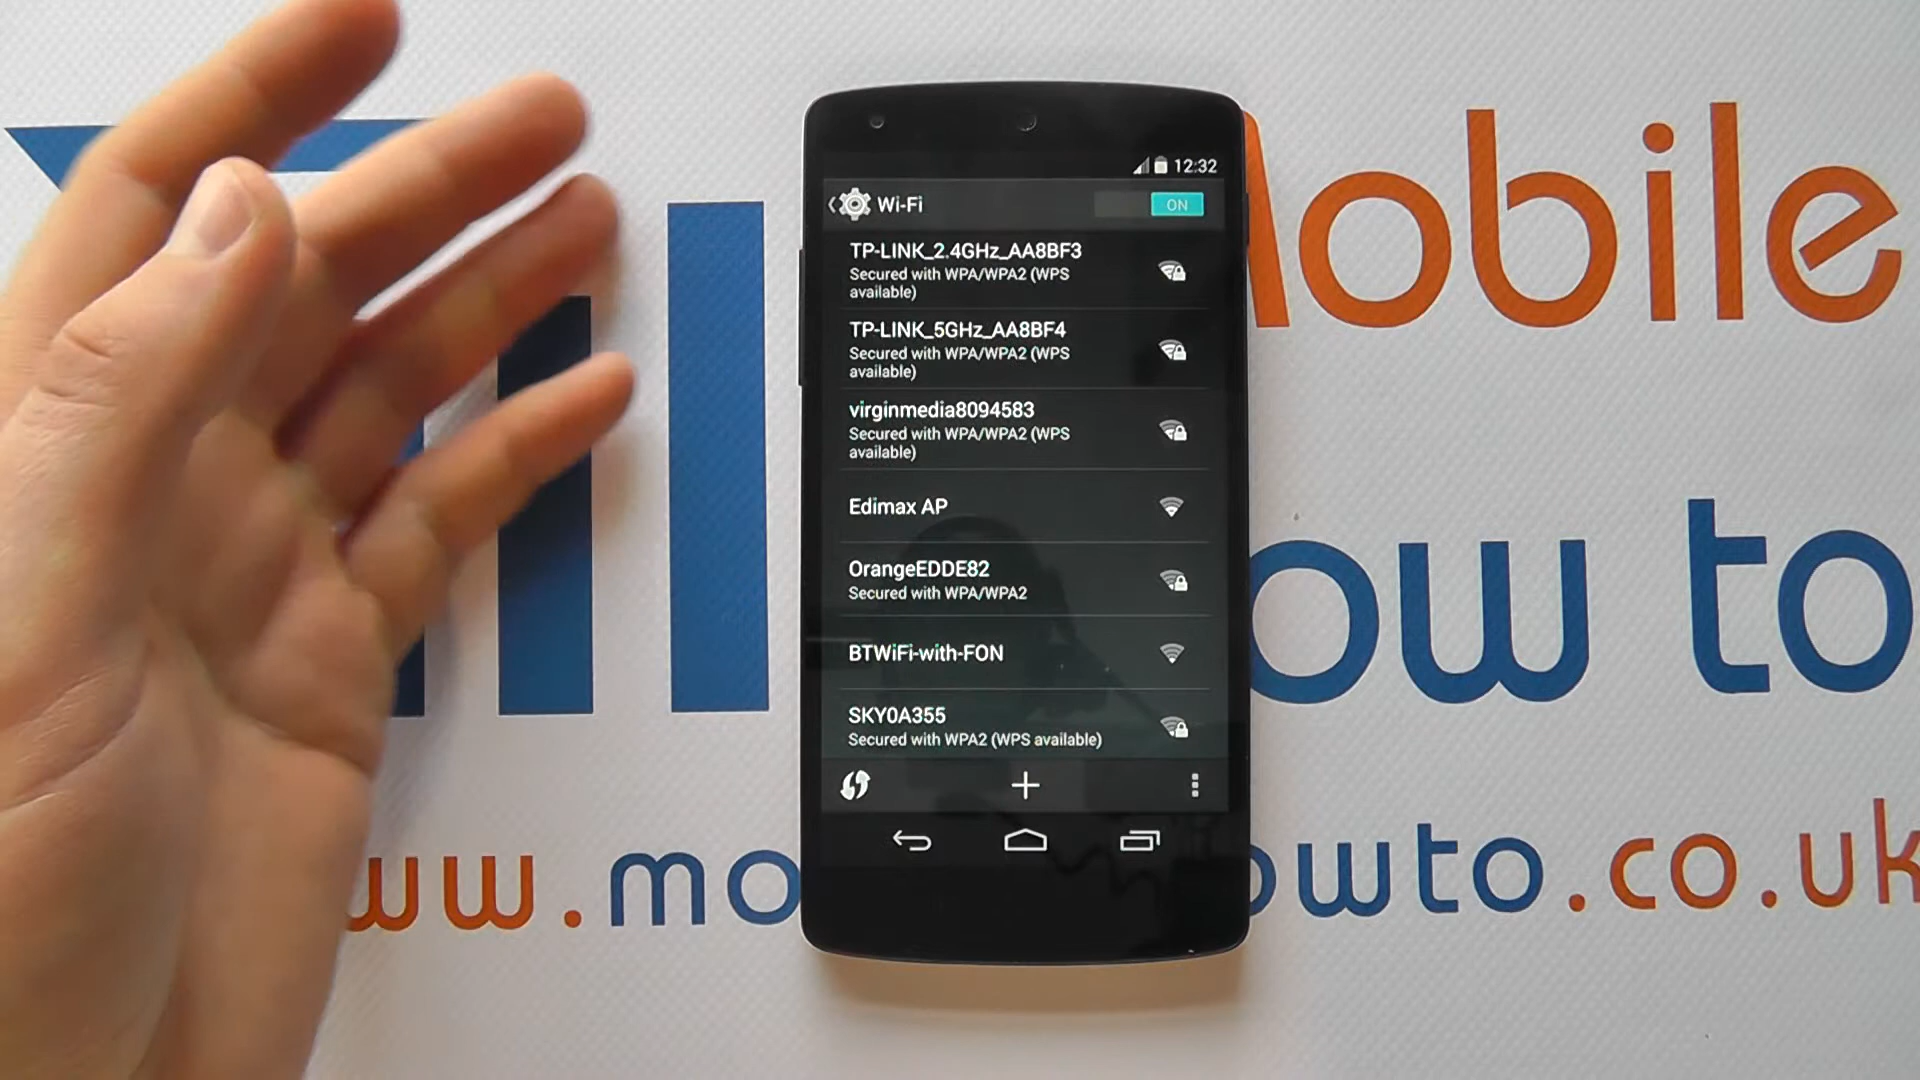 12:32
Wi-Fi
ON
TP-LINK_2.4GHz_AA8BF3
Secured with WPA/WPA2 (WPS
available)
TP-LINK_5GHz_AA8BF4
Secured with WPA/WPA2 (WPS
available)
virginmedia8094583
Secured with WPA/WPA2 (WPS
available)
Edimax AP
OrangeEDDE82
Secured with WPA/WPA2
BTWiFi-with-FON
SKY0A355
Secured with WPA2 (WPS available)
Mobile
ow to
ww.mo owto.co.uk